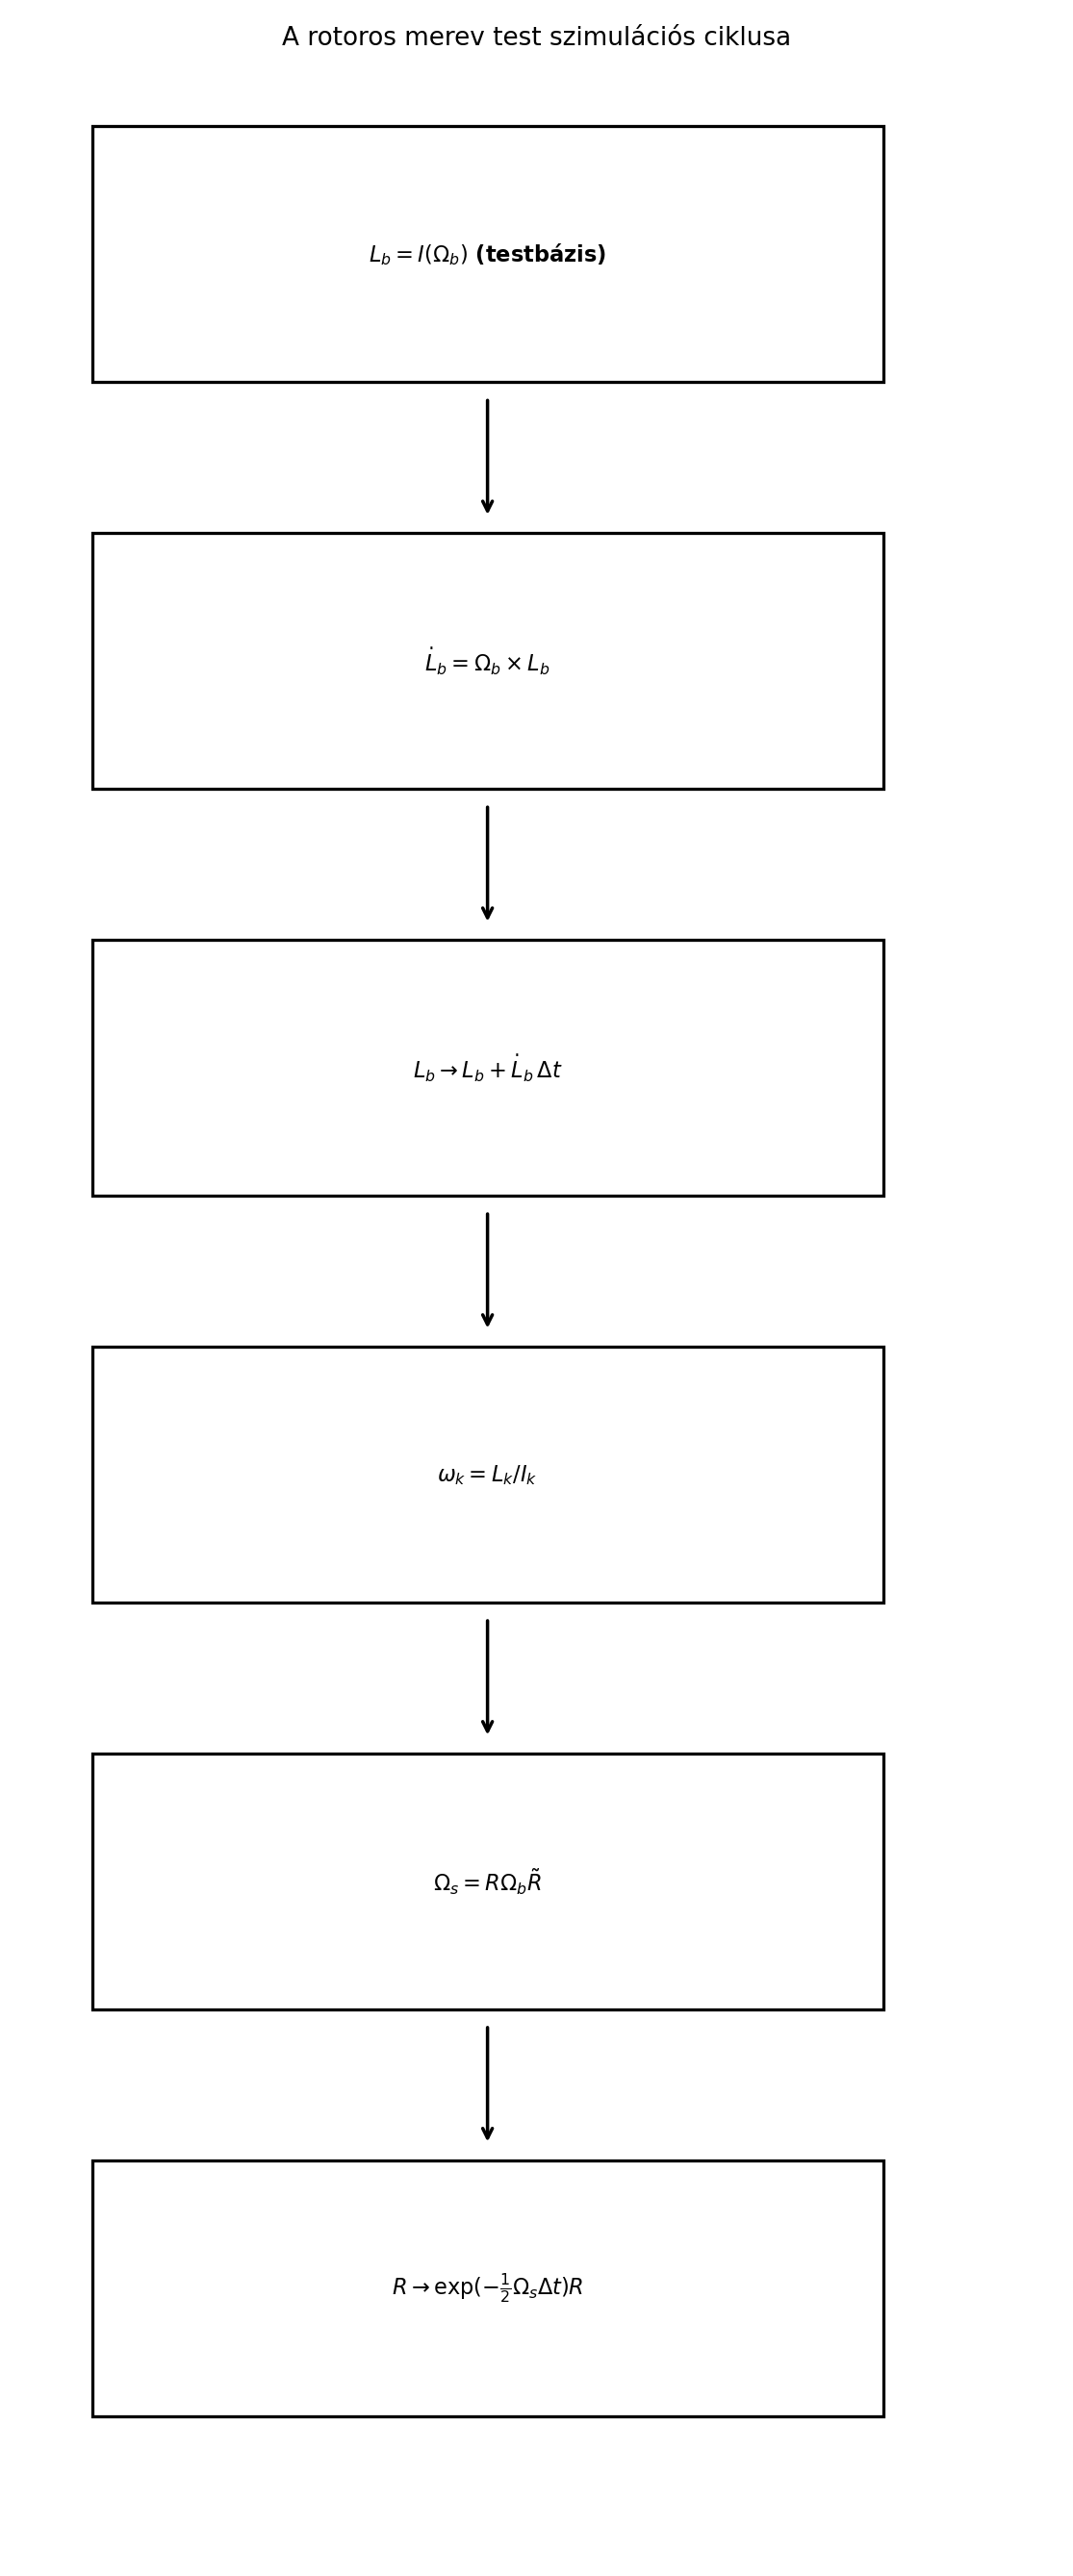 A rotoros merev test szimulációs ciklusa
L_b = I(Ω_b) (testbázis)
L̇_b = Ω_b × L_b
L_b → L_b + L̇_b Δt
ω_k = L_k/I_k
Ω_s = RΩ_bR̃
R → exp(−½Ω_sΔt)R